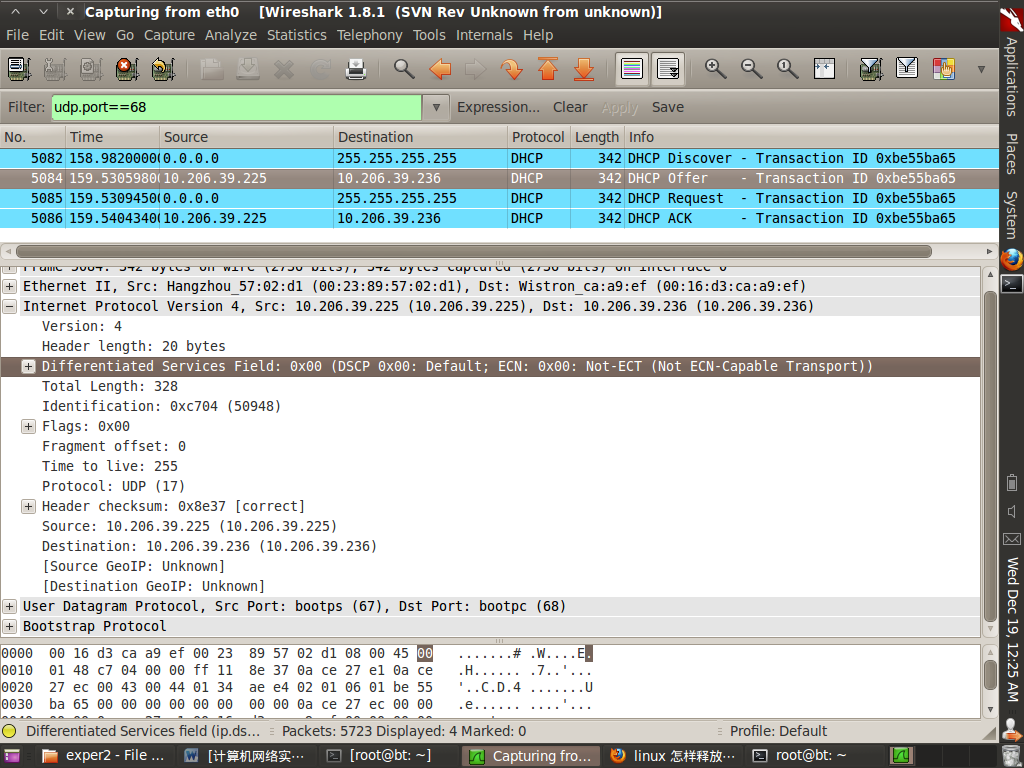 Capturing from eth0 [Wireshark 1.8.1 (SVN Rev Unknown from unknown)]
File Edit View Go Capture Analyze Statistics Telephony Tools Internals Help
Filter: udp.port==68 Expression... Clear Apply Save
No. Time Source Destination Protocol Length Info
5082 158.98200000 0.0.0.0 255.255.255.255 DHCP 342 DHCP Discover - Transaction ID 0xbe55ba65
5084 159.5305980 10.206.39.225 10.206.39.236 DHCP 342 DHCP Offer - Transaction ID 0xbe55ba65
5085 159.5309450 0.0.0.0 255.255.255.255 DHCP 342 DHCP Request - Transaction ID 0xbe55ba65
5086 159.5404340 10.206.39.225 10.206.39.236 DHCP 342 DHCP ACK - Transaction ID 0xbe55ba65
Frame 5084: 342 bytes on wire (2736 bits), 342 bytes captured (2736 bits) on interface 0
Ethernet II, Src: Hangzhou_57:02:d1 (00:23:89:57:02:d1), Dst: Wistron_ca:a9:ef (00:16:d3:ca:a9:ef)
Internet Protocol Version 4, Src: 10.206.39.225 (10.206.39.225), Dst: 10.206.39.236 (10.206.39.236)
Version: 4
Header length: 20 bytes
Differentiated Services Field: 0x00 (DSCP 0x00: Default; ECN: 0x00: Not-ECT (Not ECN-Capable Transport))
Total Length: 328
Identification: 0xc704 (50948)
Flags: 0x00
Fragment offset: 0
Time to live: 255
Protocol: UDP (17)
Header checksum: 0x8e37 [correct]
Source: 10.206.39.225 (10.206.39.225)
Destination: 10.206.39.236 (10.206.39.236)
[Source GeoIP: Unknown]
[Destination GeoIP: Unknown]
User Datagram Protocol, Src Port: bootps (67), Dst Port: bootpc (68)
Bootstrap Protocol
0000 00 16 d3 ca a9 ef 00 23 89 57 02 d1 08 00 45 00 .......# .W....E.
0010 01 48 c7 04 00 00 ff 11 8e 37 0a ce 27 e1 0a ce .H...... .7..'...
0020 27 ec 00 43 00 44 01 34 ae e4 02 01 06 01 be 55 '..C.D.4 .......U
0030 ba 65 00 00 00 00 00 00 00 00 0a ce 27 ec 00 00 .e...... ....'...
Differentiated Services field (ip.ds... Packets: 5723 Displayed: 4 Marked: 0 Profile: Default
exper2 - File ... [计算机网络实··· [root@bt: ~] Capturing fro... linux 怎样释放··· root@bt: ~
Applications
Places
System
Wed Dec 19, 12:25 AM